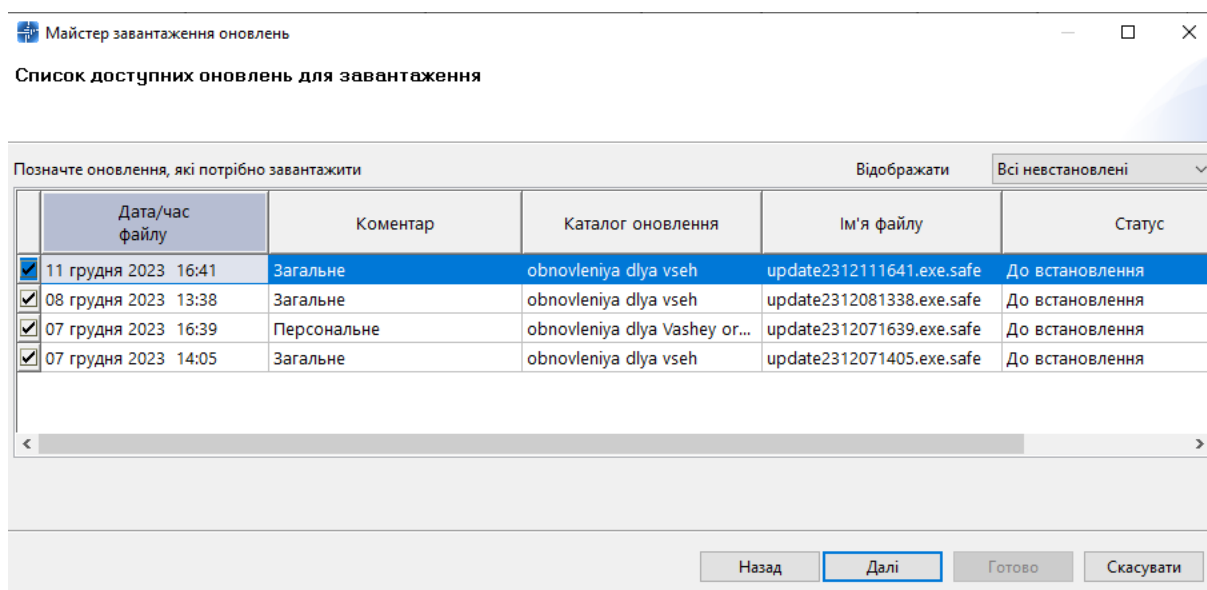 Майстер завантаження оновлень
Список доступних оновлень для завантаження
Позначте оновлення, які потрібно завантажити Відображати Всі невстановлені
Дата/час файлу Коментар Каталог оновлення Ім'я файлу Статус
11 грудня 2023 16:41 Загальне obnovleniya dlya vseh update2312111641.exe.safe До встановлення
08 грудня 2023 13:38 Загальне obnovleniya dlya vseh update2312081338.exe.safe До встановлення
07 грудня 2023 16:39 Персональне obnovleniya dlya Vashey or... update2312071639.exe.safe До встановлення
07 грудня 2023 14:05 Загальне obnovleniya dlya vseh update2312071405.exe.safe До встановлення
Назад Далі Готово Скасувати